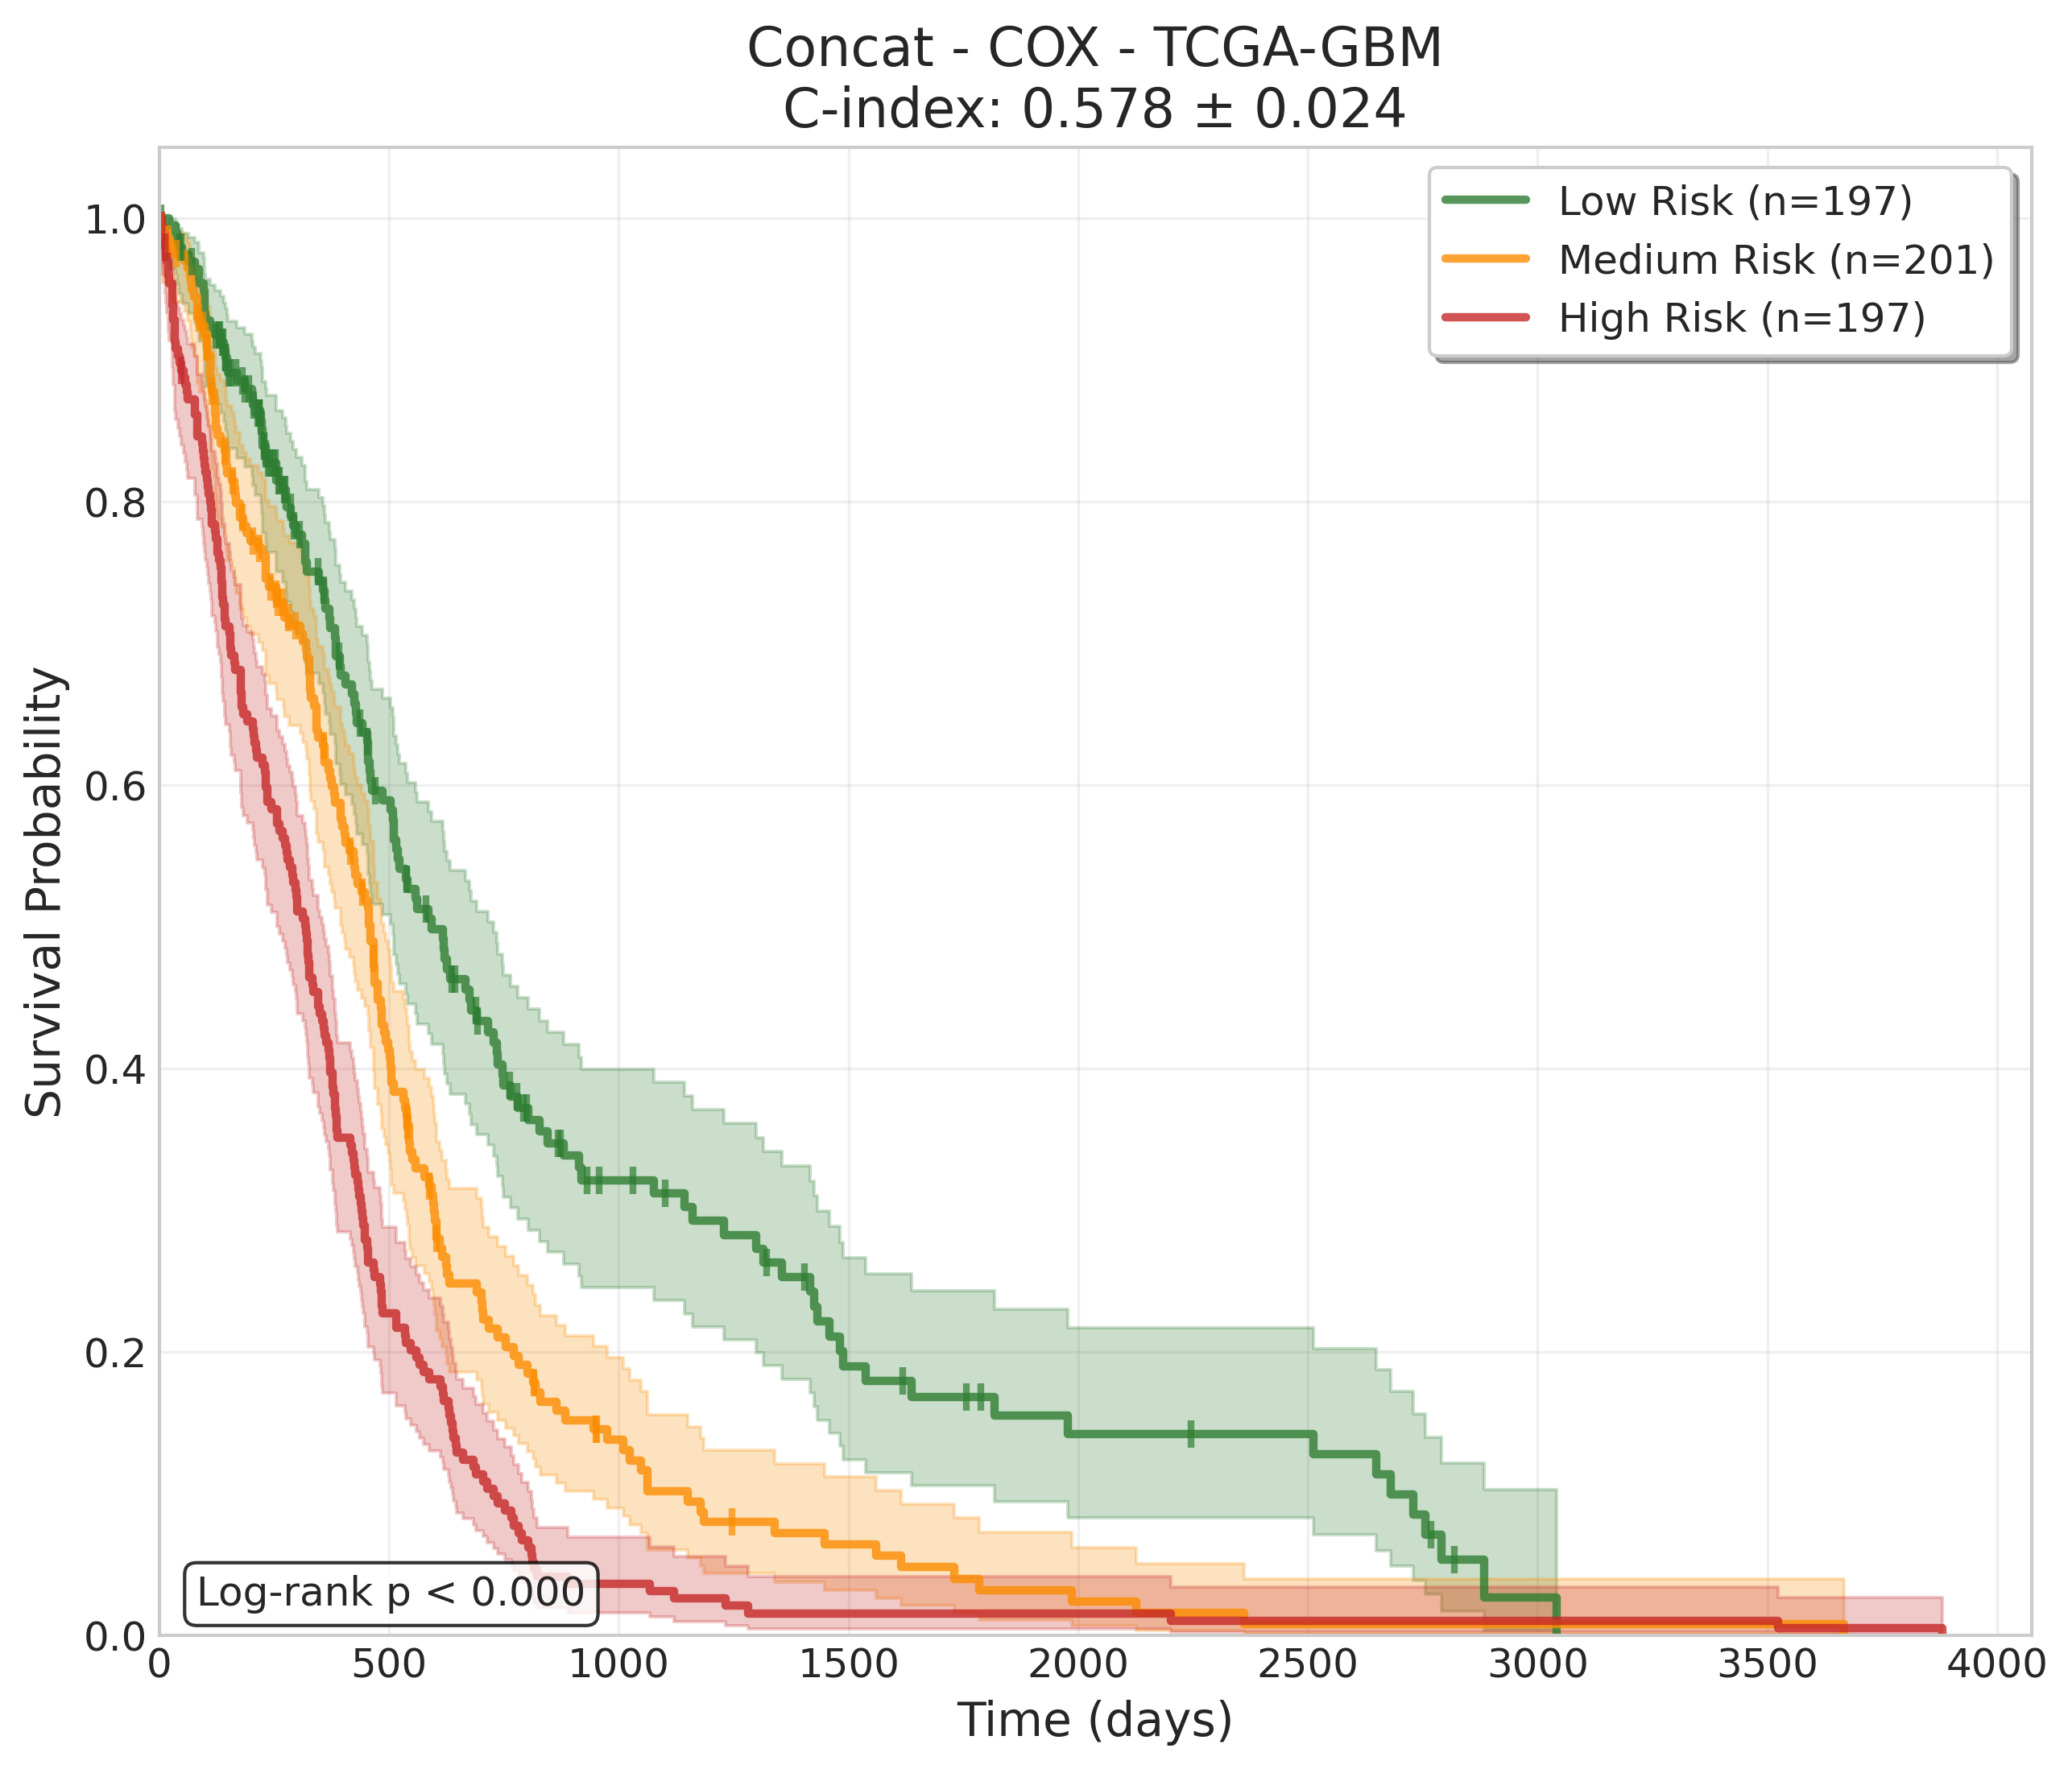 Concat - COX - TCGA-GBM
C-index: 0.578 ± 0.024
Low Risk (n=197)
Medium Risk (n=201)
High Risk (n=197)
Survival Probability
1.0
0.8
0.6
0.4
0.2
0.0
Log-rank p < 0.000
0 500 1000 1500 2000 2500 3000 3500 4000
Time (days)